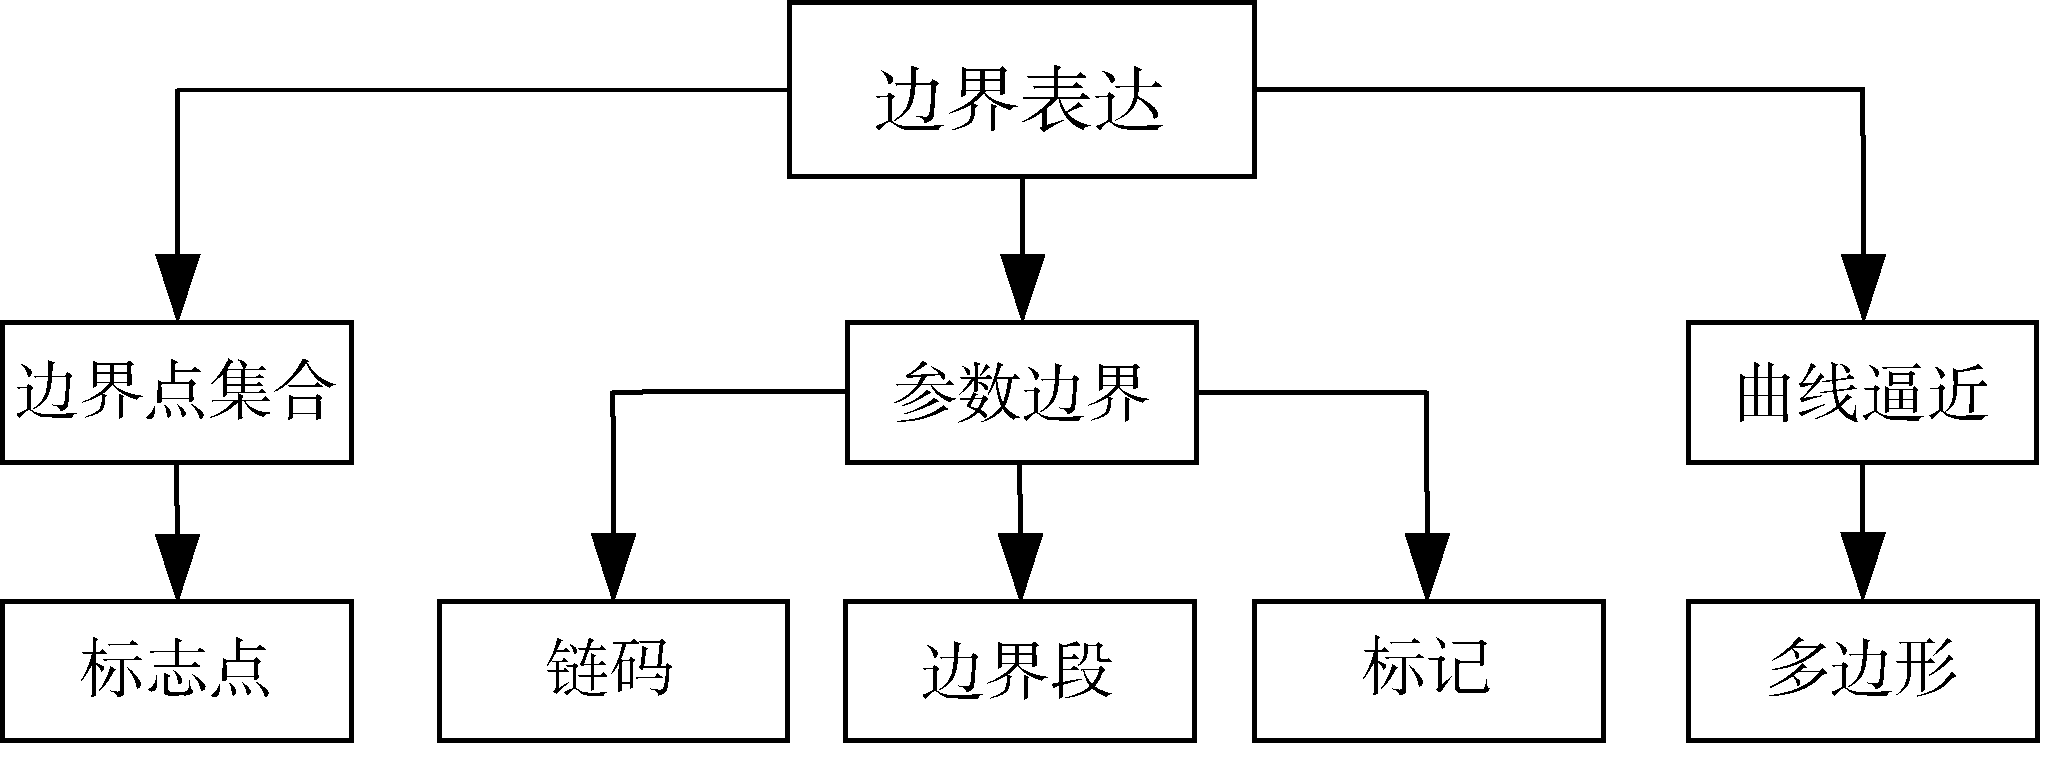 边界表达
边界点集合
参数边界
曲线逼近
标志点
链码
边界段
标记
多边形